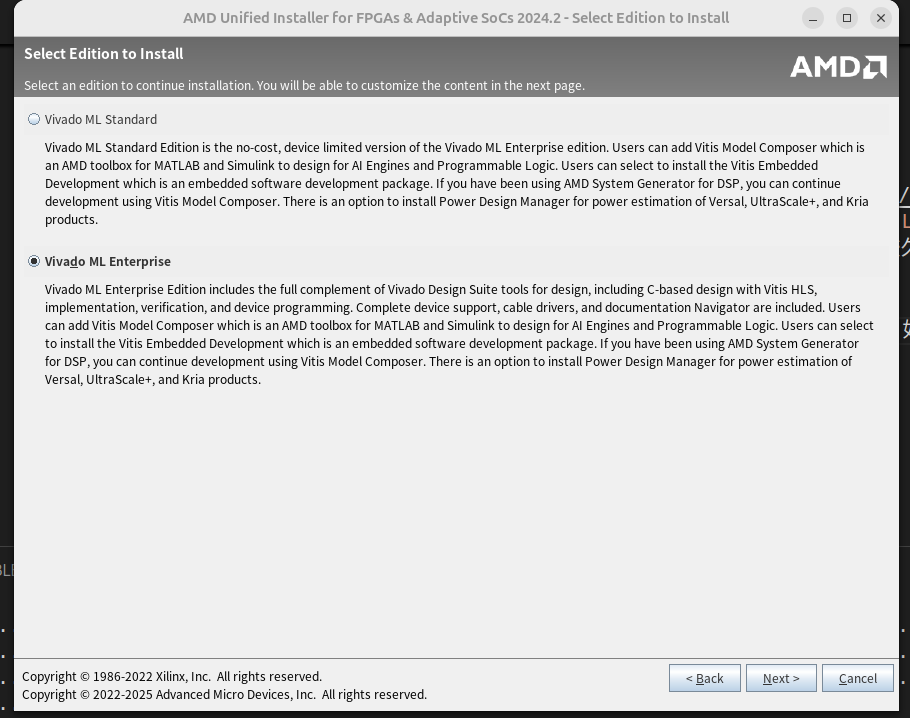 AMD Unified Installer for FPGAs & Adaptive SoCs 2024.2 - Select Edition to Install
Select Edition to Install
AMD
Select an edition to continue installation. You will be able to customize the content in the next page.
Vivado ML Standard
Vivado ML Standard Edition is the no-cost, device limited version of the Vivado ML Enterprise edition. Users can add Vitis Model Composer which is
an AMD toolbox for MATLAB and Simulink to design for AI Engines and Programmable Logic. Users can select to install the Vitis Embedded
Development which is an embedded software development package. If you have been using AMD System Generator for DSP, you can continue
development using Vitis Model Composer. There is an option to install Power Design Manager for power estimation of Versal, UltraScale+, and Kria
products.
Vivado ML Enterprise
Vivado ML Enterprise Edition includes the full complement of Vivado Design Suite tools for design, including C-based design with Vitis HLS,
implementation, verification, and device programming. Complete device support, cable drivers, and documentation Navigator are included. Users
can add Vitis Model Composer which is an AMD toolbox for MATLAB and Simulink to design for AI Engines and Programmable Logic. Users can select
to install the Vitis Embedded Development which is an embedded software development package. If you have been using AMD System Generator
for DSP, you can continue development using Vitis Model Composer. There is an option to install Power Design Manager for power estimation of
Versal, UltraScale+, and Kria products.
Copyright © 1986-2022 Xilinx, Inc. All rights reserved.
Copyright © 2022-2025 Advanced Micro Devices, Inc. All rights reserved.
< Back
Next >
Cancel